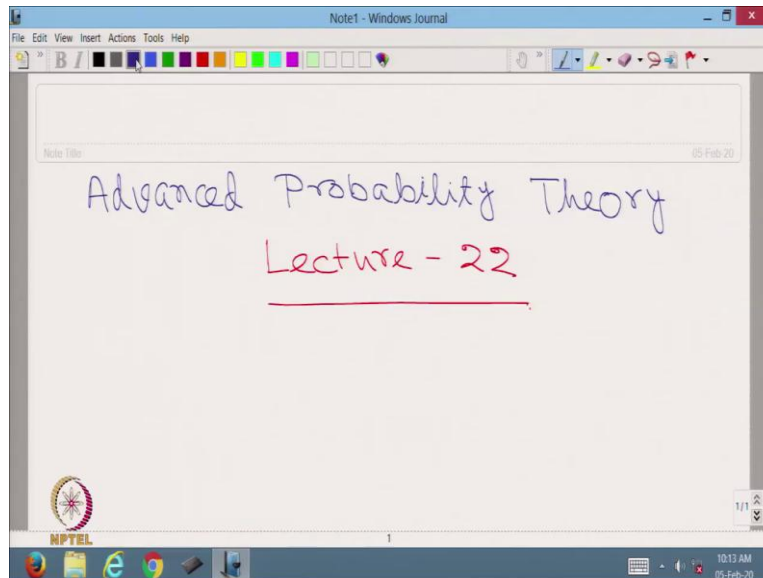 Note1 - Windows Journal
File Edit View Insert Actions Tools Help
B I
Note Title
05-Feb-20
Advanced Probability Theory
Lecture - 22
NPTEL
1
1/1
10:13 AM
05-Feb-20